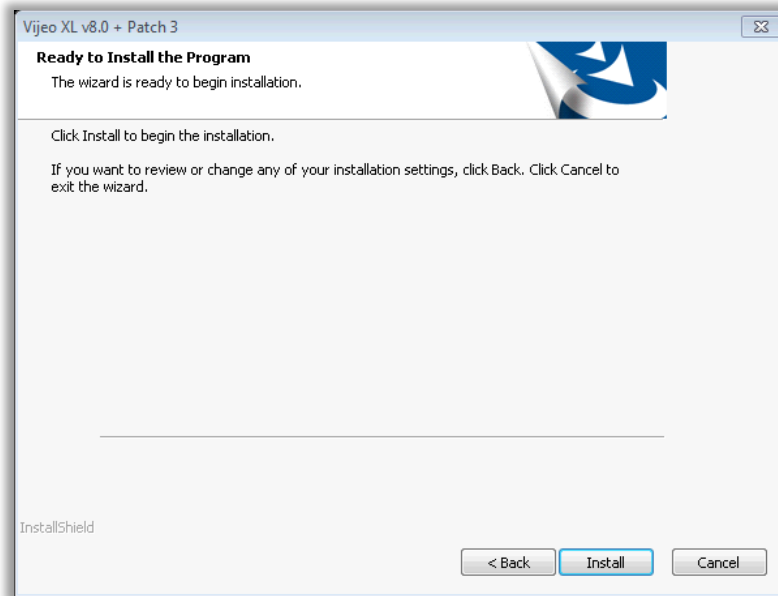 Vijeo XL v8.0 + Patch 3
Ready to Install the Program
The wizard is ready to begin installation.
Click Install to begin the installation.
If you want to review or change any of your installation settings, click Back. Click Cancel to
exit the wizard.
InstallShield
< Back
Install
Cancel